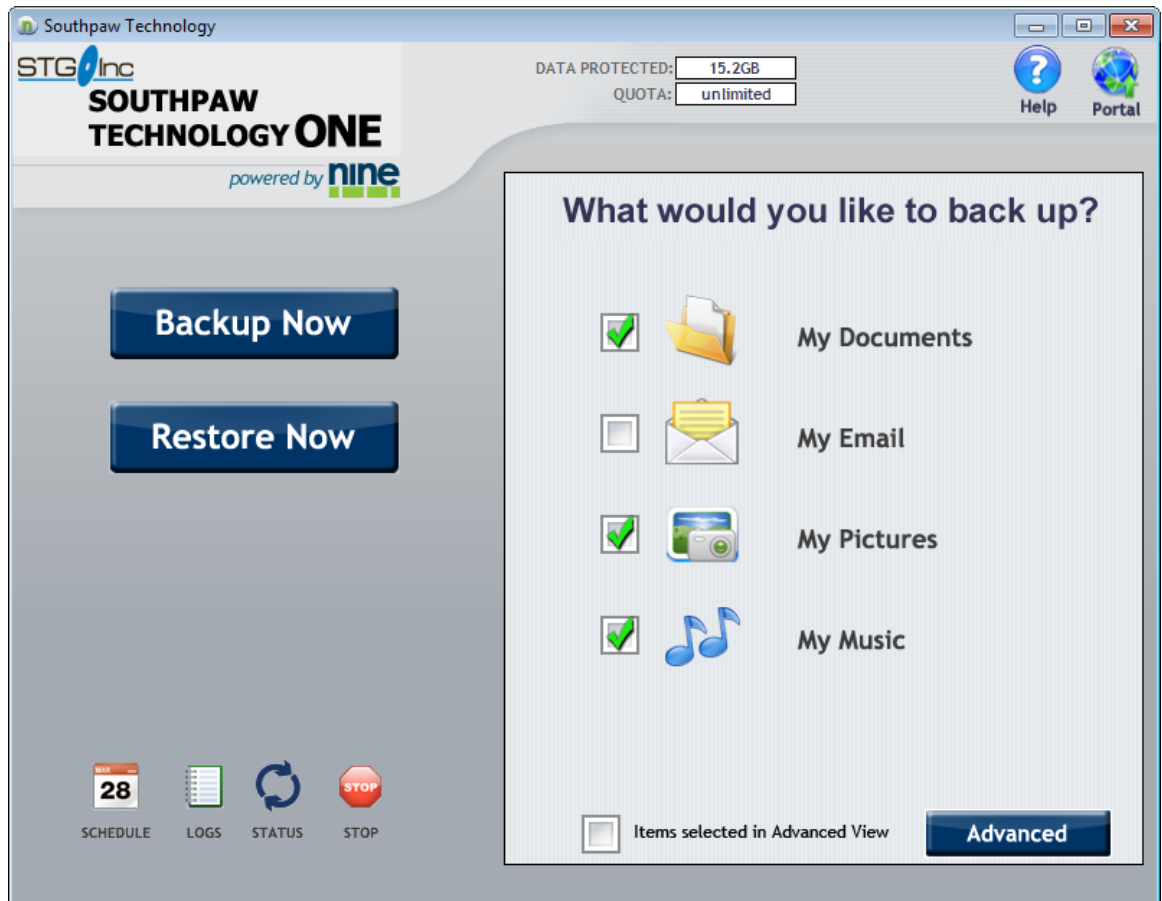 Southpaw Technology
STG Inc
SOUTHPAW
TECHNOLOGY ONE
powered by nine
DATA PROTECTED: 15.2GB
QUOTA: unlimited
Help
Portal
Backup Now
Restore Now
What would you like to back up?
My Documents
My Email
My Pictures
My Music
MAR
28
STOP
SCHEDULE
LOGS
STATUS
STOP
Items selected in Advanced View
Advanced